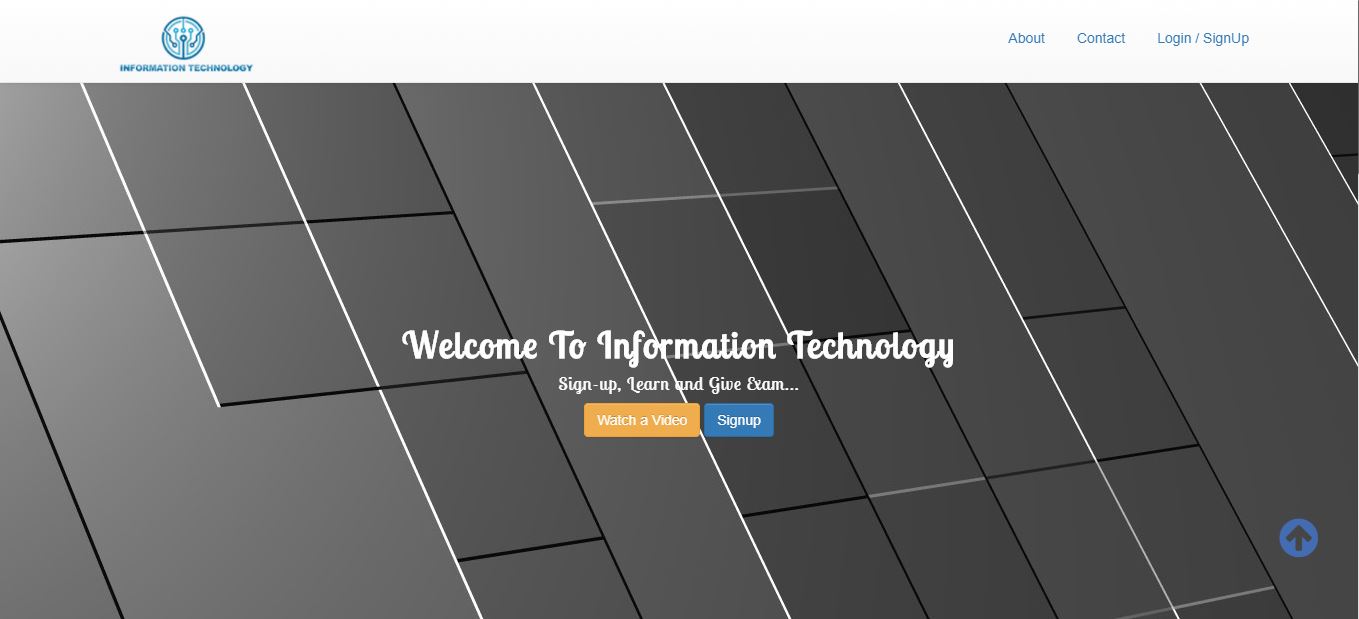 INFORMATION TECHNOLOGY
About Contact Login / SignUp
Welcome To Information Technology
Sign-up, Learn and Give Exam...
Watch a Video Signup